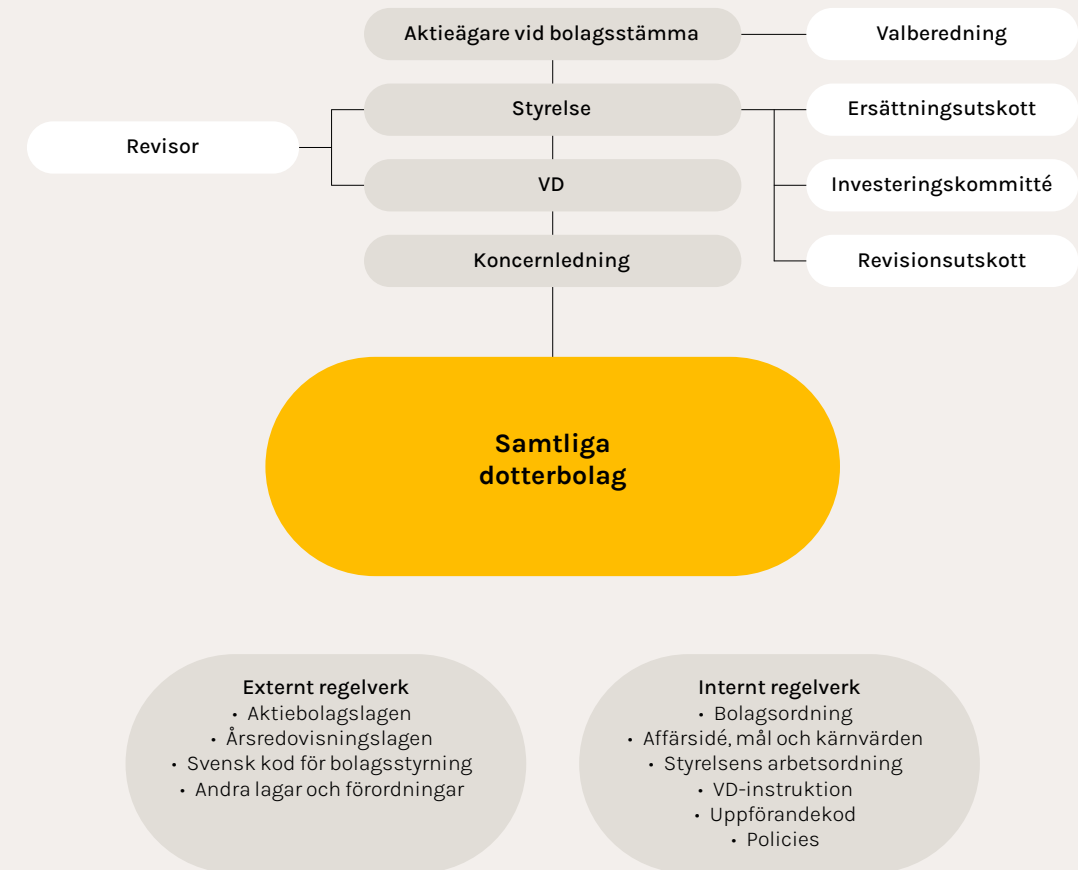 Aktieägare vid bolagsstämma
Valberedning
Styrelse
Ersättningsutskott
Revisor
VD
Investeringskommitté
Koncernledning
Revisionsutskott
Samtliga
dotterbolag
Externt regelverk
• Aktiebolagslagen
• Årsredovisningslagen
• Svensk kod för bolagsstyrning
• Andra lagar och förordningar
Internt regelverk
• Bolagsordning
• Affärsidé, mål och kärnvärden
• Styrelsens arbetsordning
• VD-instruktion
• Uppförandekod
• Policies